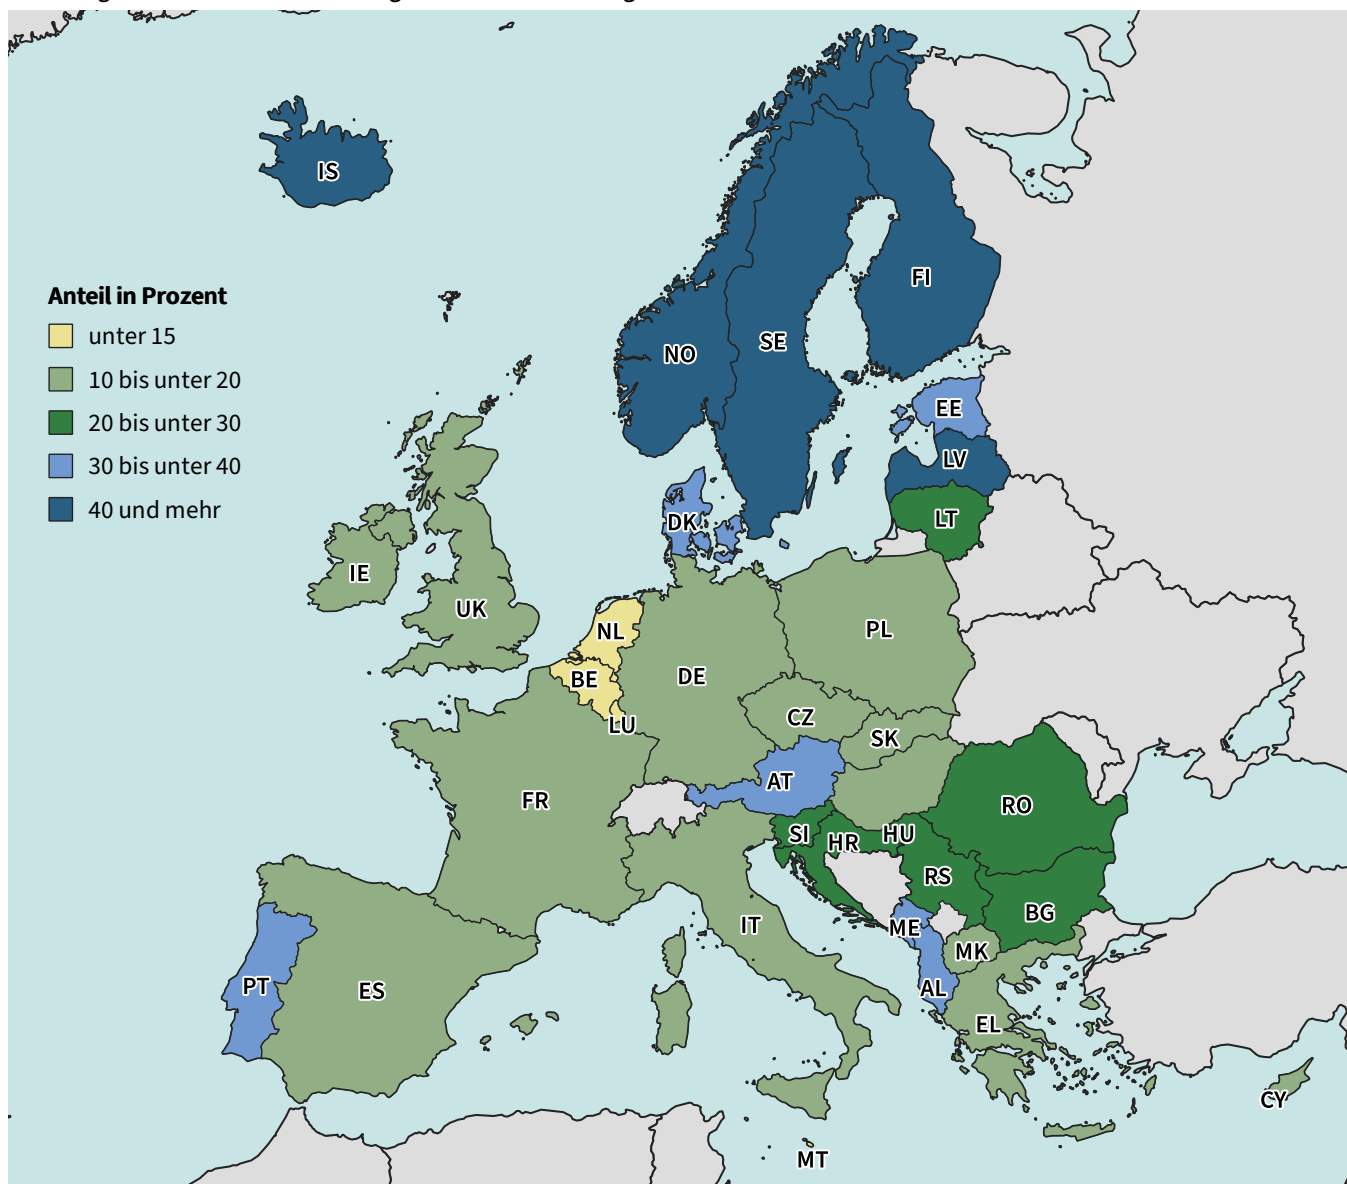 IS
Anteil in Prozent
unter 15
10 bis unter 20
20 bis unter 30
30 bis unter 40
40 und mehr
FI
SE
NO
EE
LV
LT
DK
IE
UK
NL
PL
BE
DE
LU
CZ
SK
AT
FR
RO
SI
HR
HU
RS
BG
ME
IT
MK
PT
ES
AL
EL
CY
MT